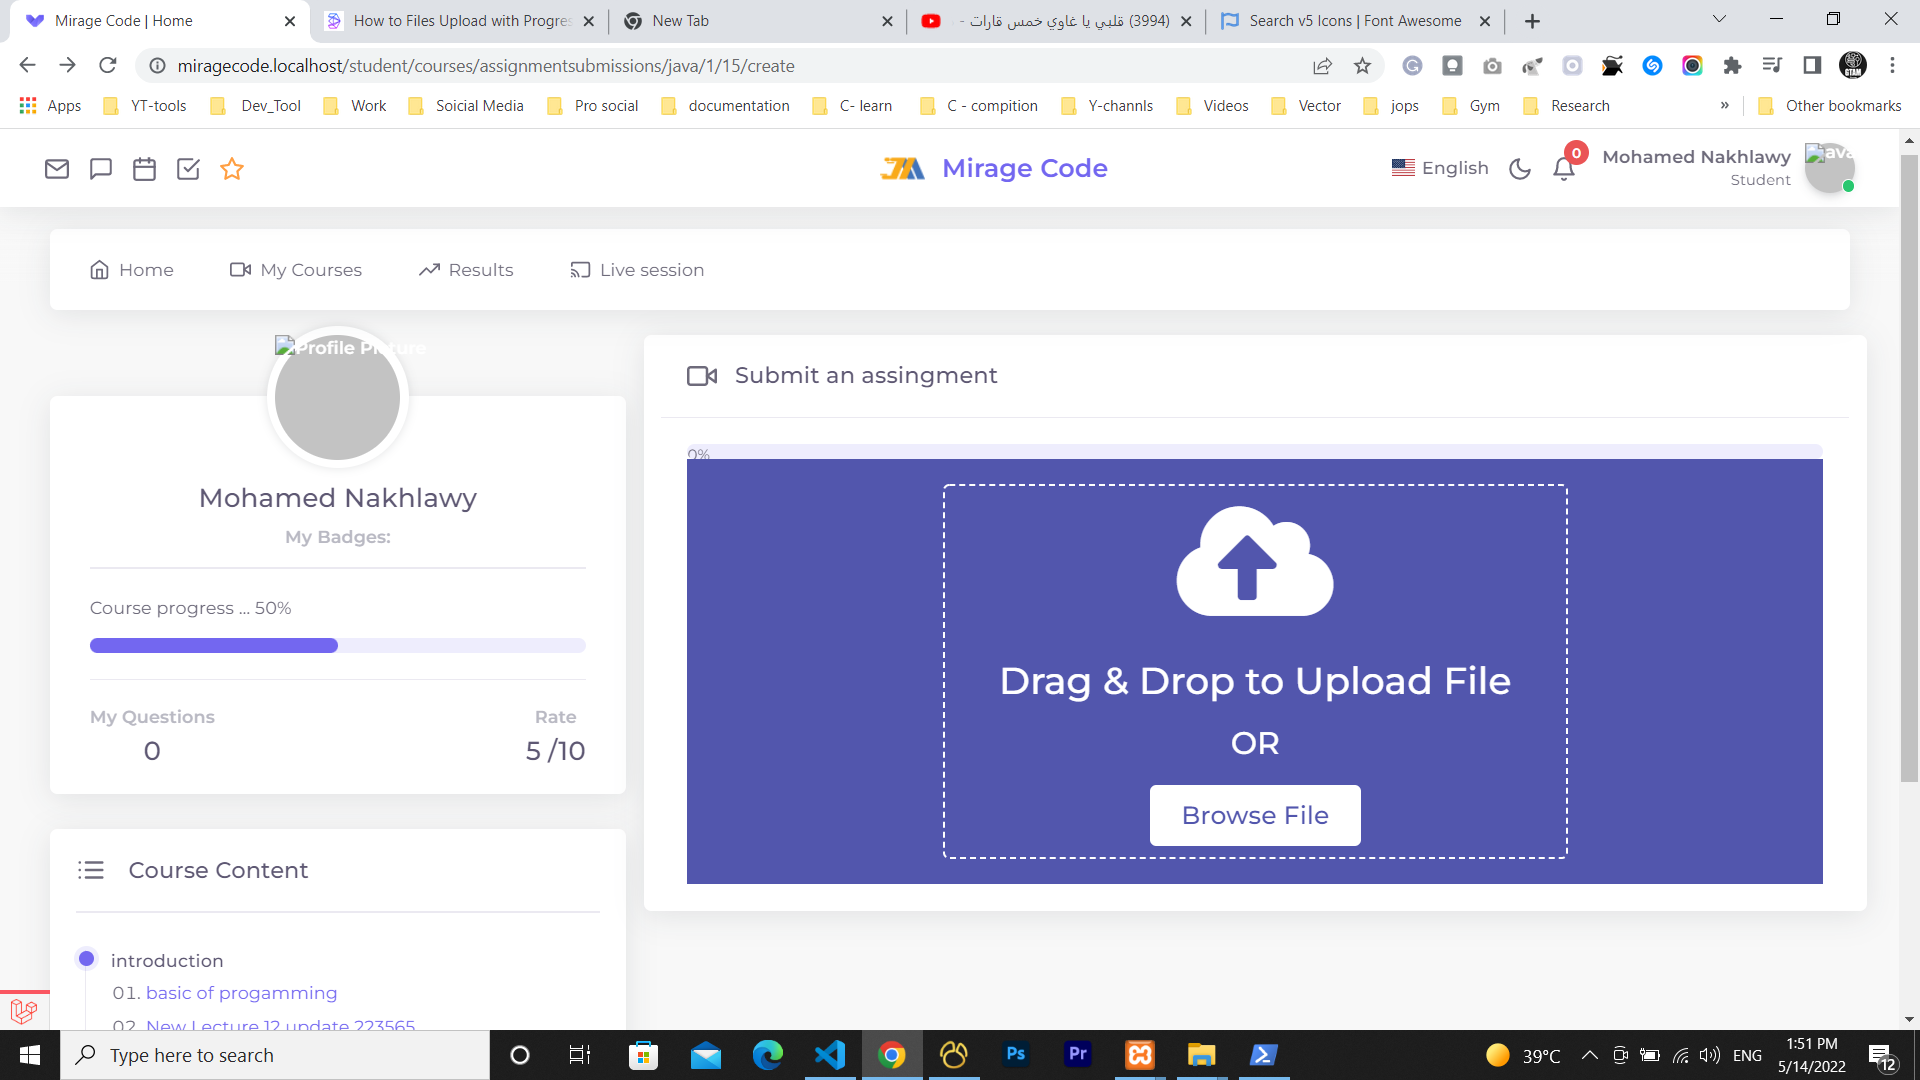 Mirage Code | Home
How to Files Upload with Progres
New Tab
(3994) قلبي يا غاوي خمس قارات -
Search v5 Icons | Font Awesome
miragecode.localhost/student/courses/assignmentsubmissions/java/1/15/create
Apps YT-tools Dev_Tool Work Soicial Media Pro social documentation C- learn C - compition Y-channls Videos Vector jops Gym Research » Other bookmarks
Mirage Code
English
0
Mohamed Nakhlawy
Student
ava
Home My Courses Results Live session
Profile Picture
Mohamed Nakhlawy
My Badges:
Course progress ... 50%
My Questions
0
Rate
5 /10
Course Content
introduction
01. basic of progamming
02. New Lecture 12 update 223565
Submit an assingment
0%
Drag & Drop to Upload File
OR
Browse File
Type here to search
Ps
Pr
39°C
ENG
1:51 PM
5/14/2022
12